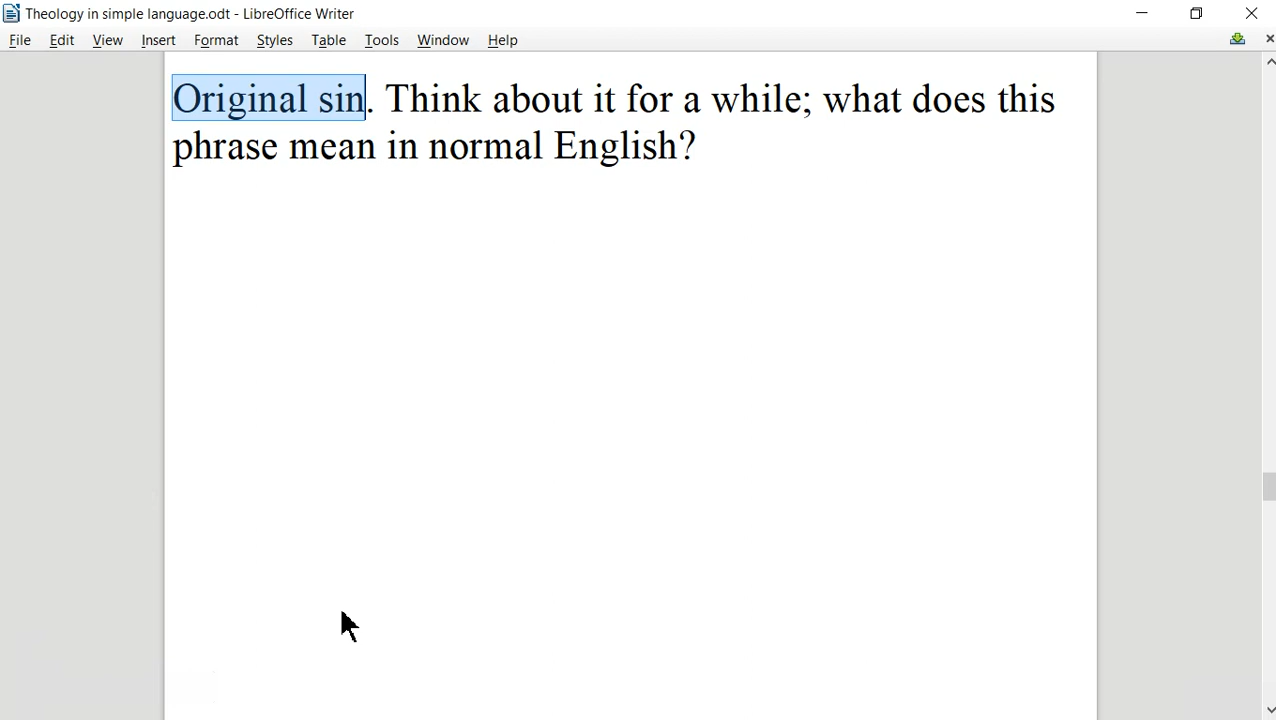 Theology in simple language.odt - LibreOffice Writer
File Edit View Insert Format Styles Table Tools Window Help
Original sin. Think about it for a while; what does this
phrase mean in normal English?